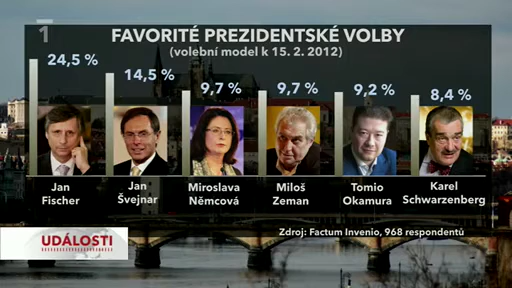 1
FAVORITÉ PREZIDENTSKÉ VOLBY
(volební model k 15. 2. 2012)
24,5 %
14,5 %
9,7 %
9,7 %
9,2 %
8,4 %
Jan
Fischer
Jan
Švejnar
Miroslava
Němcová
Miloš
Zeman
Tomio
Okamura
Karel
Schwarzenberg
Zdroj: Factum Invenio, 968 respondentů
UDÁLOSTI